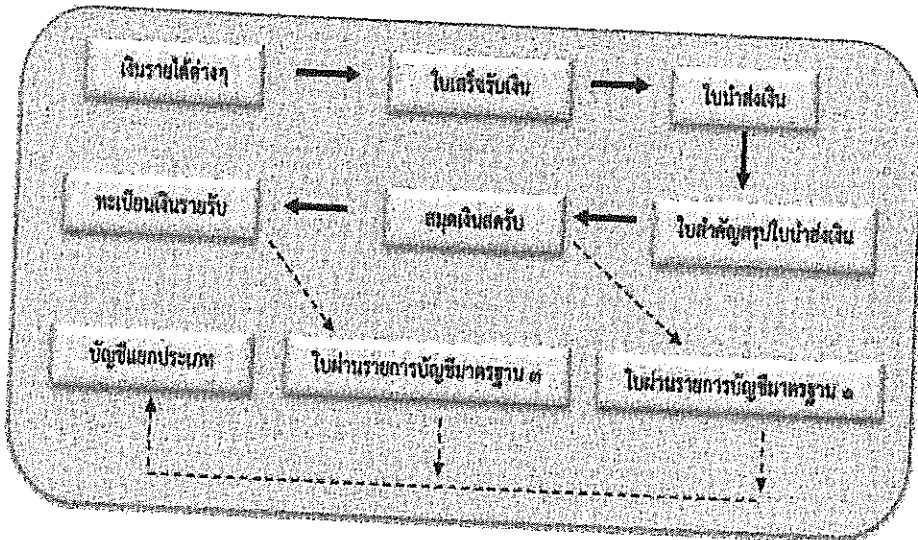 เงินรายได้ต่างๆ
ใบเสร็จรับเงิน
ใบนำส่งเงิน
ทะเบียนเงินรายรับ
สมุดเงินสดรับ
ใบสำคัญสรุปใบนำส่งเงิน
บัญชีแยกประเภท
ใบผ่านรายการบัญชีมาตรฐาน ๓
ใบผ่านรายการบัญชีมาตรฐาน ๑